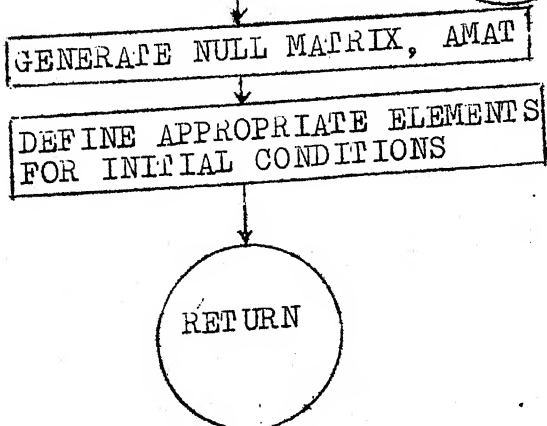 GENERATE NULL MATRIX, AMAT
DEFINE APPROPRIATE ELEMENTS
FOR INITIAL CONDITIONS
RETURN